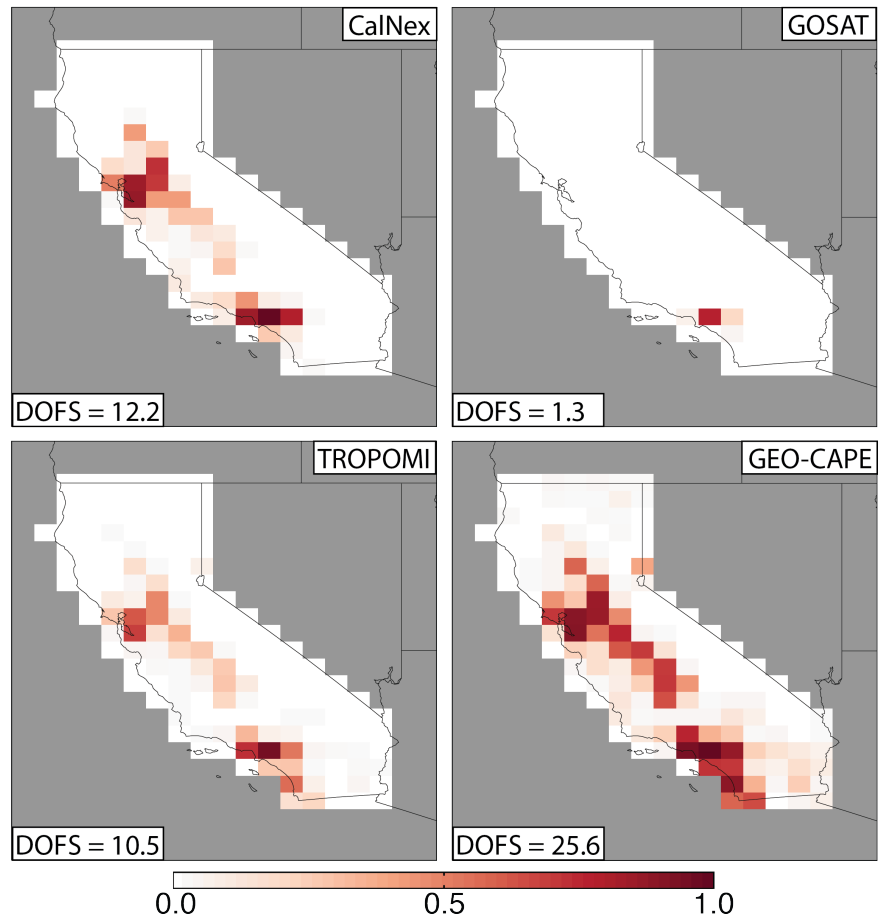 CalNex
GOSAT
DOFS = 12.2
DOFS = 1.3
TROPOMI
GEO-CAPE
DOFS = 10.5
DOFS = 25.6
0.0 0.5 1.0